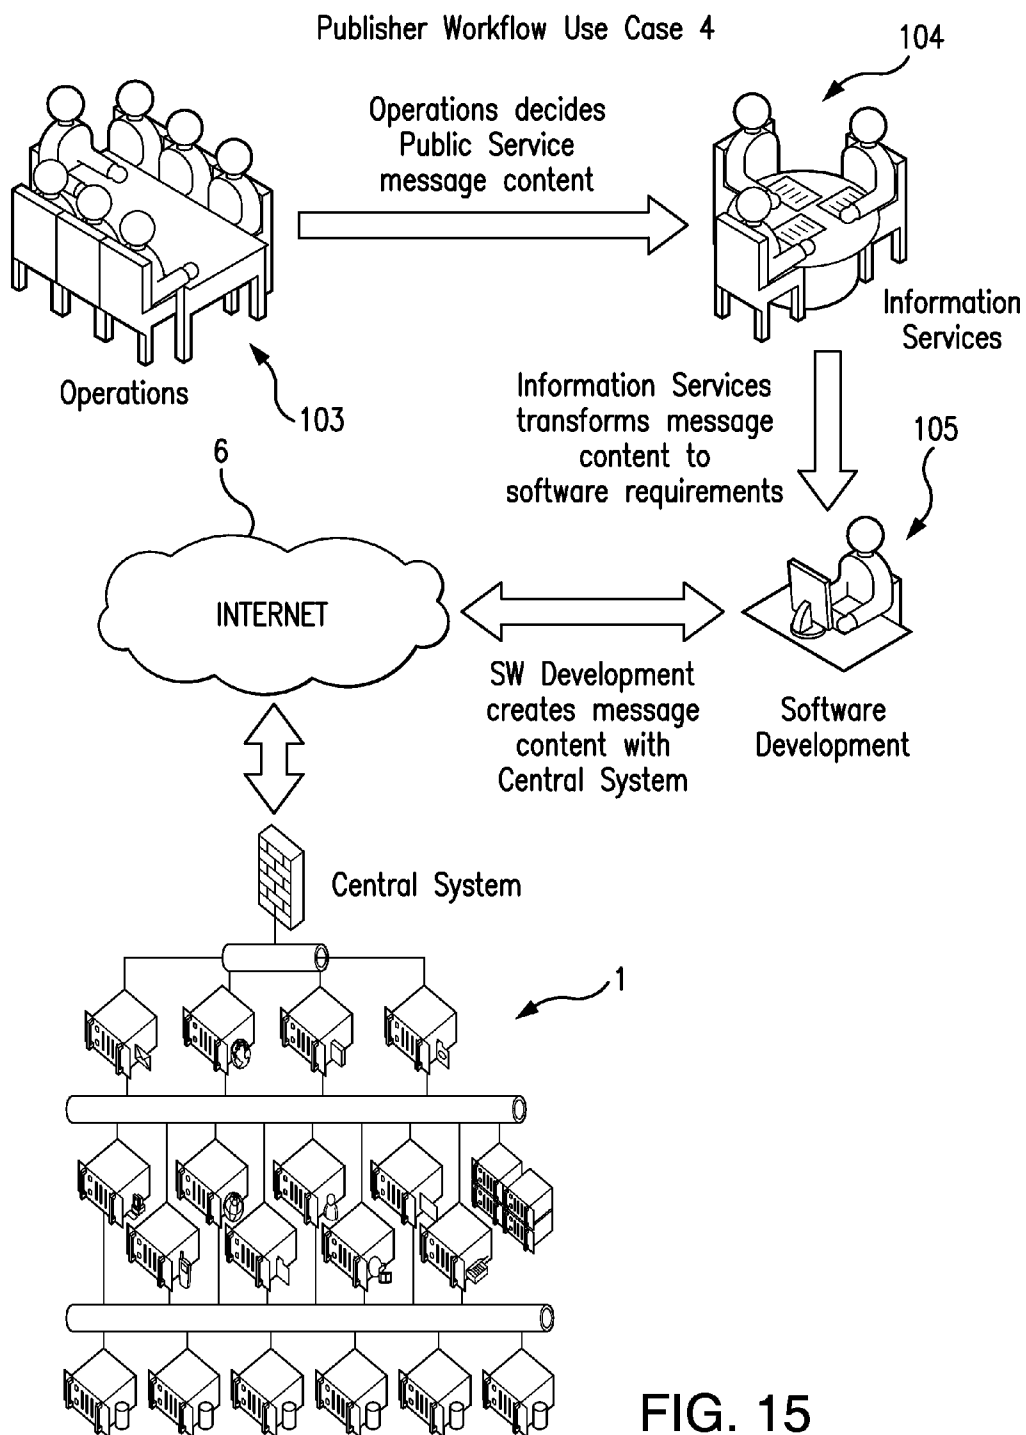 Publisher Workflow Use Case 4
104
Operations decides
Public Service
message content
Information
Services
Operations
103
Information Services
transforms message
content to
software requirements
105
6
INTERNET
SW Development
creates message
content with
Central System
Software
Development
Central System
1
FIG. 15